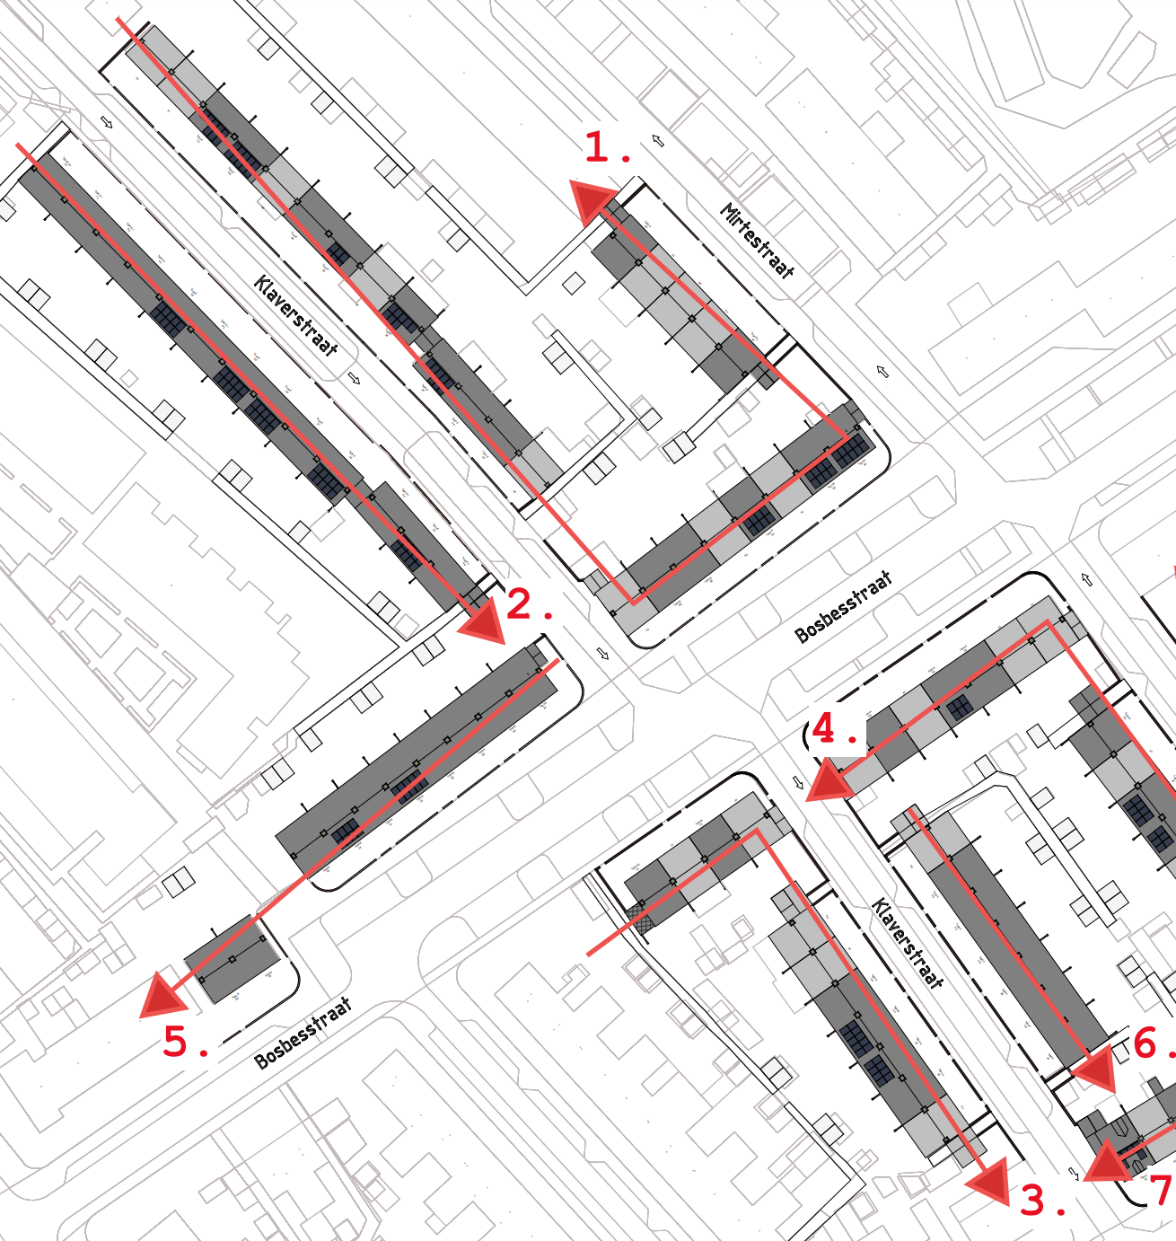 1.
Mirtestraat
Klaverstraat
2.
Bosbesstraat
4.
Klaverstraat
5.
Bosbesstraat
6.
3.
7